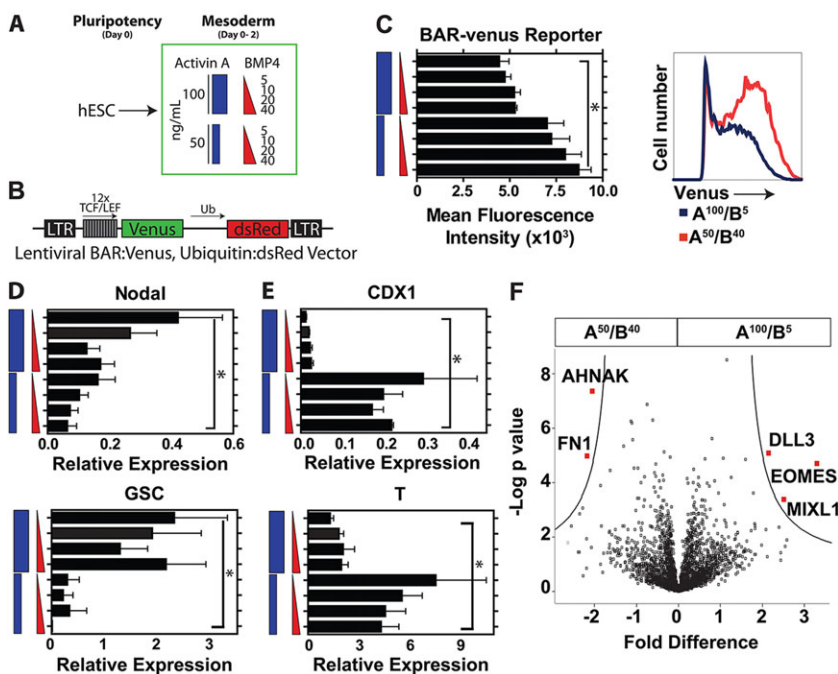 A
Pluripotency
(Day 0)
Mesoderm
(Day 0- 2)
hESC
Activin A
BMP4
ng/mL
100
5
10
20
40
50
5
10
20
40
B
12x
TCF/LEF
Ub
LTR
Venus
dsRed
LTR
Lentiviral BAR:Venus, Ubiquitin:dsRed Vector
C
BAR-venus Reporter
*
0.0 2.5 5.0 7.5 10.0
Mean Fluorescence
Intensity (x10³)
Cell number
Venus
A¹⁰⁰/B⁵
A⁵⁰/B⁴⁰
D
Nodal
*
0.0 0.2 0.4 0.6
Relative Expression
GSC
*
0 1 2 3
Relative Expression
E
CDX1
*
0.0 0.1 0.2 0.3 0.4
Relative Expression
T
*
0 3 6 9
Relative Expression
F
A⁵⁰/B⁴⁰ A¹⁰⁰/B⁵
AHNAK
FN1
DLL3
EOMES
MIXL1
-Log p value
8
6
4
2
0
-2 -1 0 1 2 3
Fold Difference